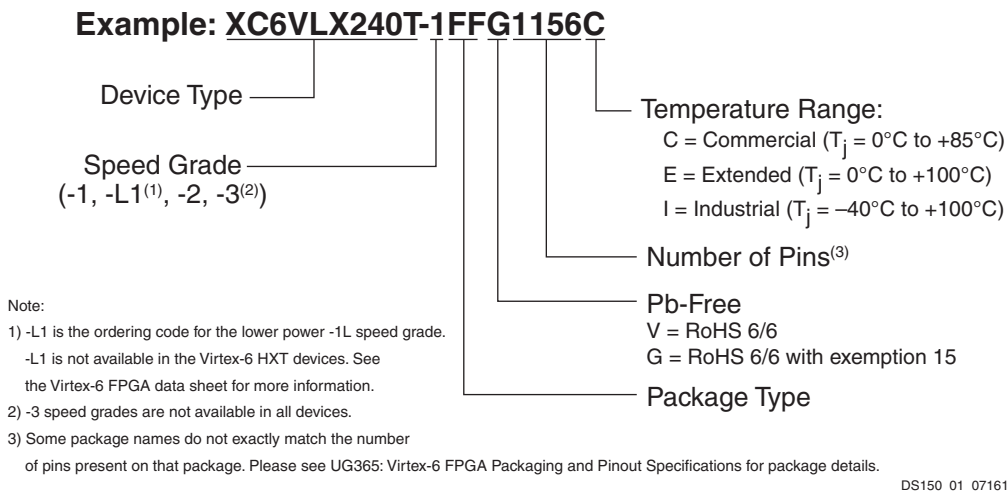 Example: XC6VLX240T-1FFG1156C
Device Type
Speed Grade
(-1, -L1(1), -2, -3(2))
Temperature Range:
C = Commercial (Tj = 0°C to +85°C)
E = Extended (Tj = 0°C to +100°C)
I = Industrial (Tj = –40°C to +100°C)
Number of Pins(3)
Pb-Free
V = RoHS 6/6
G = RoHS 6/6 with exemption 15
Package Type
Note:
1) -L1 is the ordering code for the lower power -1L speed grade.
-L1 is not available in the Virtex-6 HXT devices. See
the Virtex-6 FPGA data sheet for more information.
2) -3 speed grades are not available in all devices.
3) Some package names do not exactly match the number
of pins present on that package. Please see UG365: Virtex-6 FPGA Packaging and Pinout Specifications for package details.
DS150_01_07161